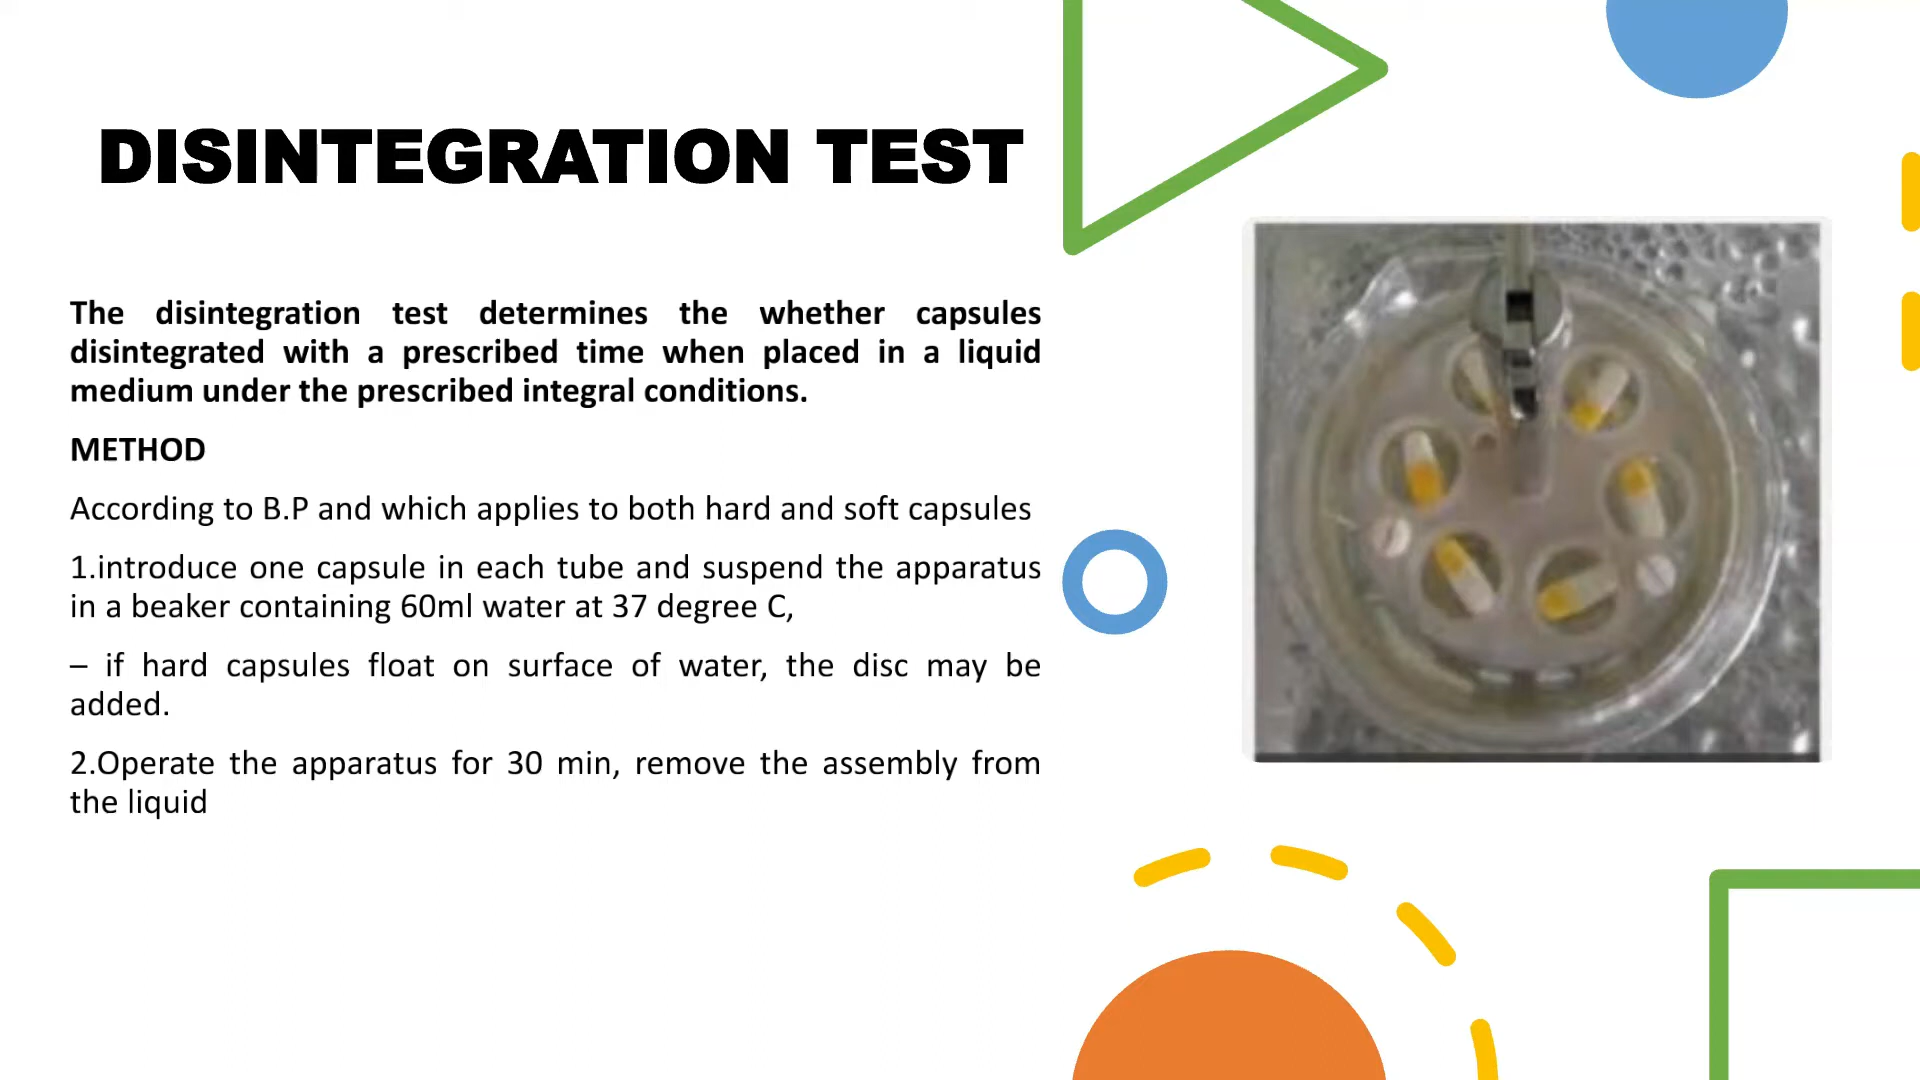 DISINTEGRATION TEST
The disintegration test determines the whether capsules
disintegrated with a prescribed time when placed in a liquid
medium under the prescribed integral conditions.
METHOD
According to B.P and which applies to both hard and soft capsules
1.introduce one capsule in each tube and suspend the apparatus
in a beaker containing 60ml water at 37 degree C,
– if hard capsules float on surface of water, the disc may be
added.
2.Operate the apparatus for 30 min, remove the assembly from
the liquid